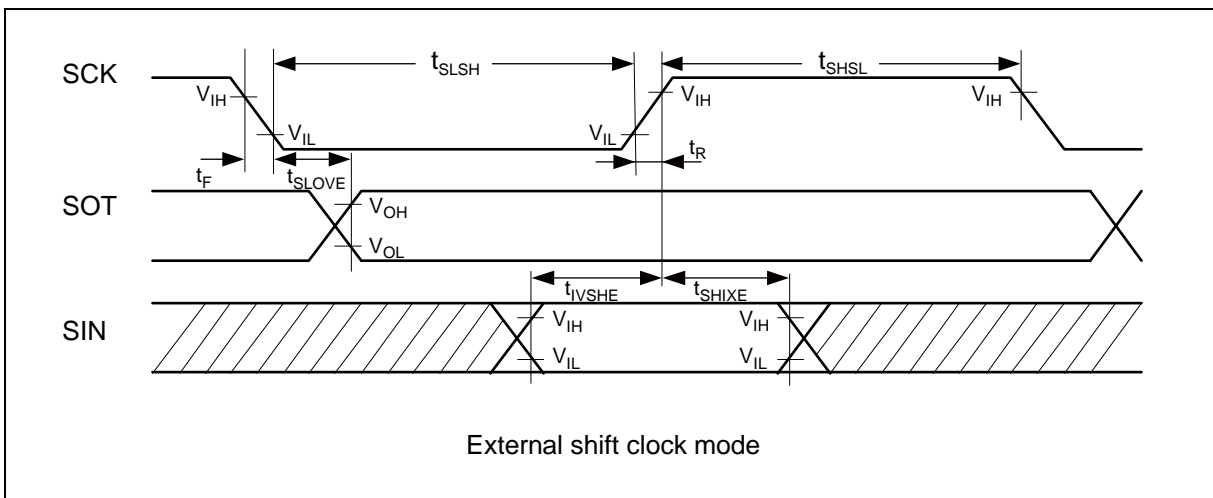 SCK
tSLSH
tSHSL
VIH
VIL
VIL
VIH
VIH
tF
tSLOVE
tR
SOT
VOH
VOL
tIVSHE
tSHIXE
SIN
VIH
VIL
VIH
VIL
External shift clock mode